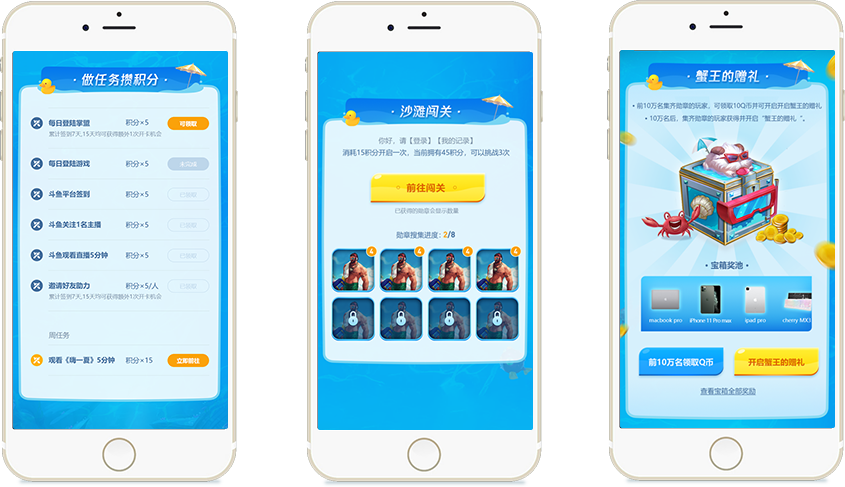 · 做任务攒积分 ·
每日登陆掌盟 积分×5 可领取
累计签到7天,15天均可获得额外1次开卡机会
每日登陆游戏 积分×5 未完成
斗鱼平台签到 积分×5 已领取
斗鱼关注1名主播 积分×5 已领取
斗鱼观看直播5分钟 积分×5 已领取
邀请好友助力 积分×5/人 已领取
累计签到7天,15天均可获得额外1次开卡机会
周任务
观看《嗨一夏》5分钟 积分×15 立即前往
· 沙滩闯关 ·
你好，请【登录】【我的记录】
消耗15积分开启一次，当前拥有45积分，可以挑战3次
前往闯关
已获得的勋章会显示数量
勋章搜集进度：2/8
4 4 4 4
· 蟹王的赠礼 ·
• 前10万名集齐勋章的玩家，可领取10Q币并可开启开启蟹王的赠礼
• 10万名后，集齐勋章的玩家获得并开启“蟹王的赠礼 ”。
• 宝箱奖池 •
macbook pro iPhone 11 Pro max ipad pro cherry MX3
前10万名领取Q币 开启蟹王的赠礼
查看宝箱全部奖励